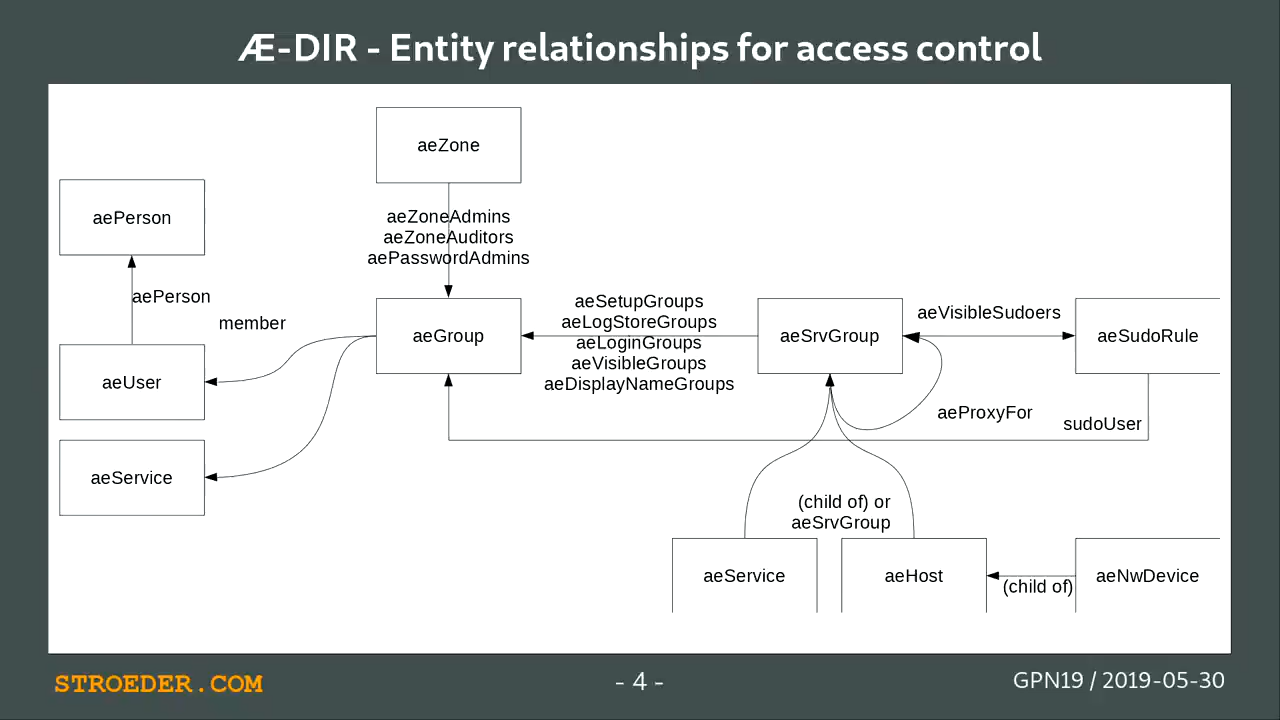 Æ-DIR - Entity relationships for access control
aeZone
aePerson
aeZoneAdmins
aeZoneAuditors
aePasswordAdmins
aePerson
member
aeGroup
aeSetupGroups
aeLogStoreGroups
aeLoginGroups
aeVisibleGroups
aeDisplayNameGroups
aeSrvGroup
aeVisibleSudoers
aeSudoRule
aeUser
aeProxyFor
sudoUser
aeService
(child of) or
aeSrvGroup
aeService
aeHost
(child of)
aeNwDevice
STROEDER.COM
- 4 -
GPN19 / 2019-05-30